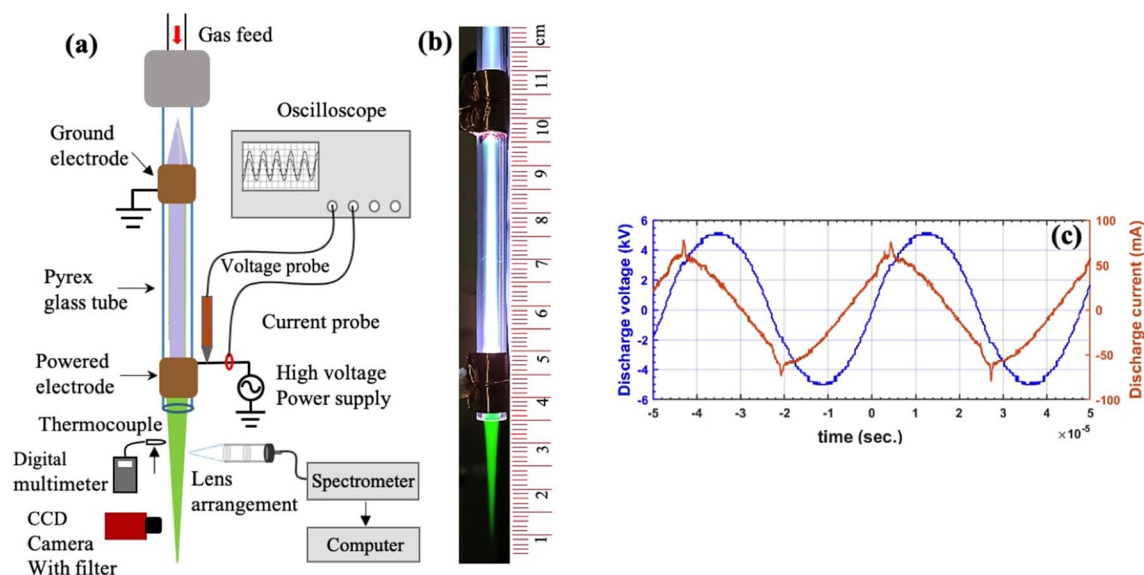 (a)
Gas feed
Ground
electrode
Oscilloscope
Pyrex
glass tube
Voltage probe
Current probe
Powered
electrode
High voltage
Power supply
Thermocouple
Digital
multimeter
Lens
arrangement
Spectrometer
Computer
CCD
Camera
With filter
(b)
cm
11
10
9
8
7
6
5
4
3
2
1
(c)
Discharge voltage (kV)
6
4
2
0
-2
-4
-6
Discharge current (mA)
100
50
0
-50
-100
-5 -4 -3 -2 -1 0 1 2 3 4 5
time (sec.)
×10⁻⁵